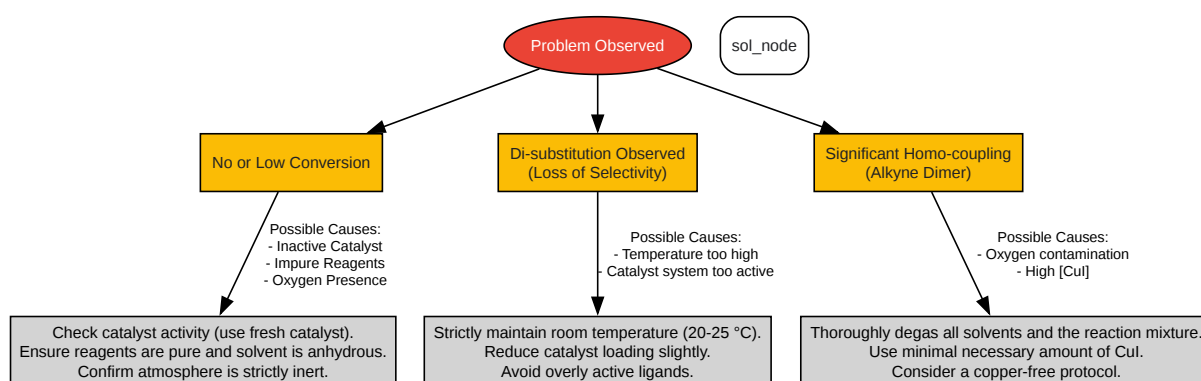 Problem Observed
sol_node
No or Low Conversion
Di-substitution Observed
(Loss of Selectivity)
Significant Homo-coupling
(Alkyne Dimer)
Possible Causes:
- Inactive Catalyst
- Impure Reagents
- Oxygen Presence
Possible Causes:
- Temperature too high
- Catalyst system too active
Possible Causes:
- Oxygen contamination
- High [CuI]
Check catalyst activity (use fresh catalyst).
Ensure reagents are pure and solvent is anhydrous.
Confirm atmosphere is strictly inert.
Strictly maintain room temperature (20-25 °C).
Reduce catalyst loading slightly.
Avoid overly active ligands.
Thoroughly degas all solvents and the reaction mixture.
Use minimal necessary amount of CuI.
Consider a copper-free protocol.